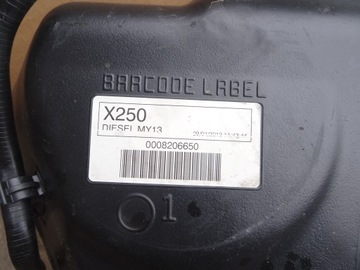 BARCODE LABEL
X250
DIESEL MY13
0008206650
1